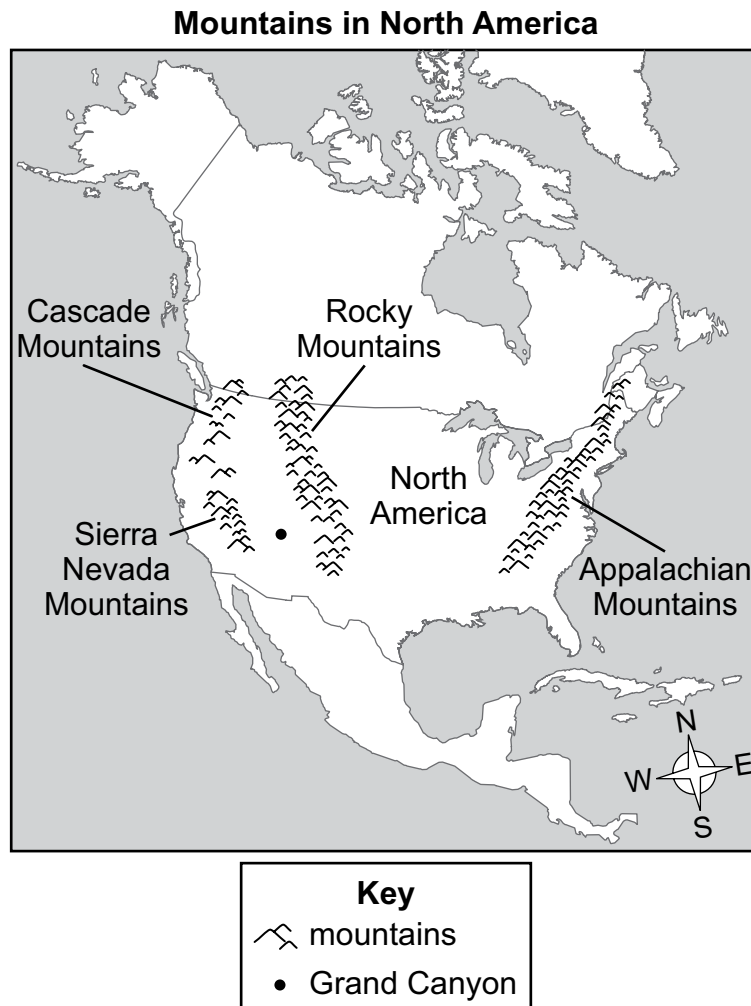 Mountains in North America
Cascade
Mountains
Rocky
Mountains
North
America
Sierra
Nevada
Mountains
Appalachian
Mountains
N
W
E
S
Key
mountains
Grand Canyon